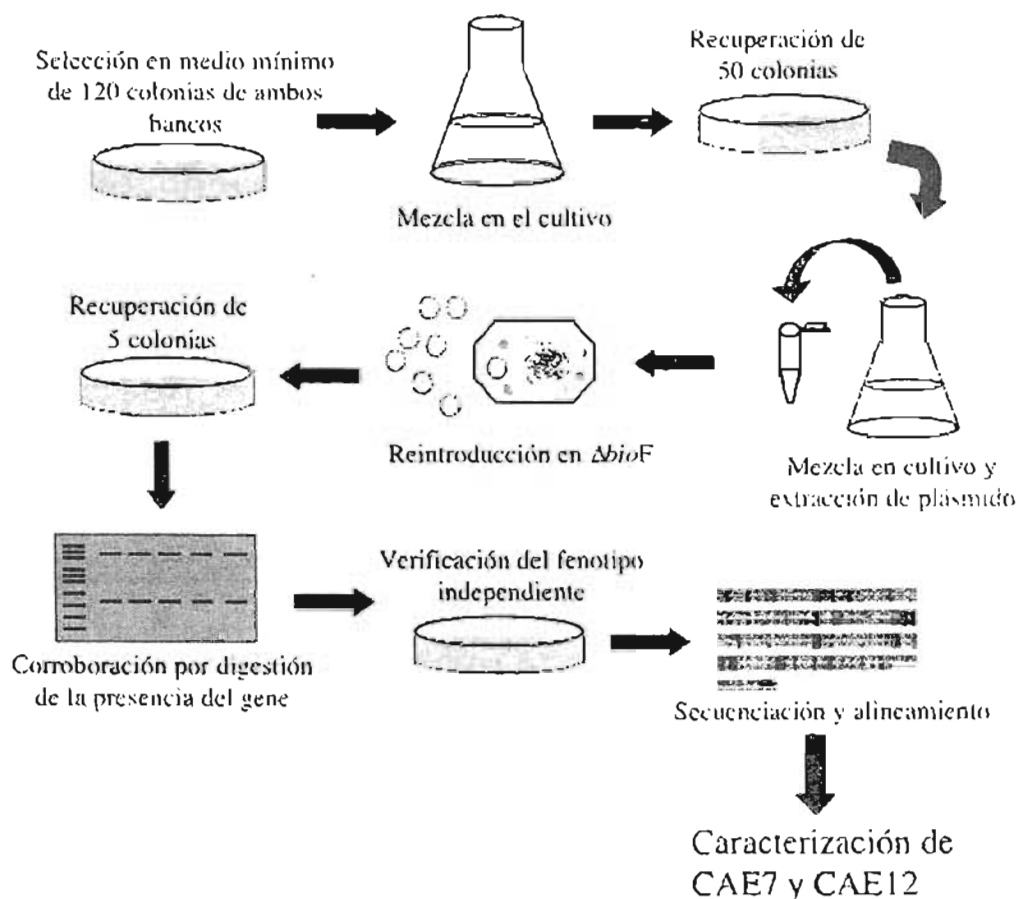 Selección en medio mínimo
de 120 colonias de ambos
bancos
Mezcla en el cultivo
Recuperación de
50 colonias
Mezcla en cultivo y
extracción de plásmido
Reintroducción en ΔbioF
Recuperación de
5 colonias
Corroboración por digestión
de la presencia del gene
Verificación del fenotipo
independiente
Secuenciación y alineamiento
Caracterización de
CAE7 y CAE12